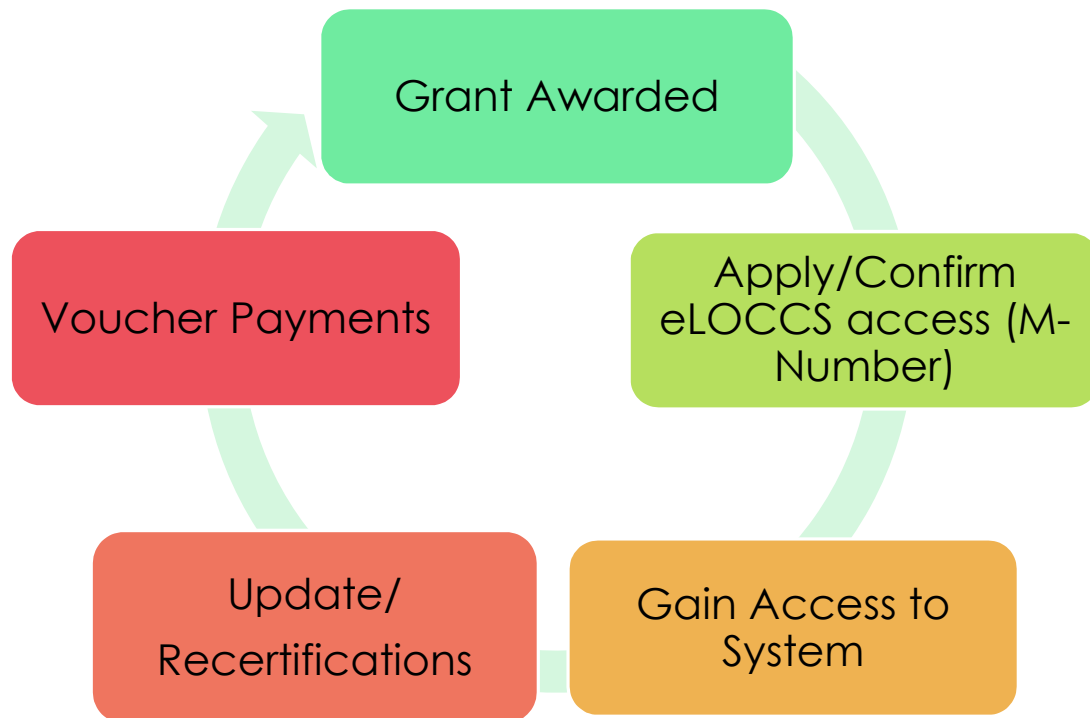 Grant Awarded
Apply/Confirm
eLOCCS access (M-
Number)
Gain Access to
System
Update/
Recertifications
Voucher Payments